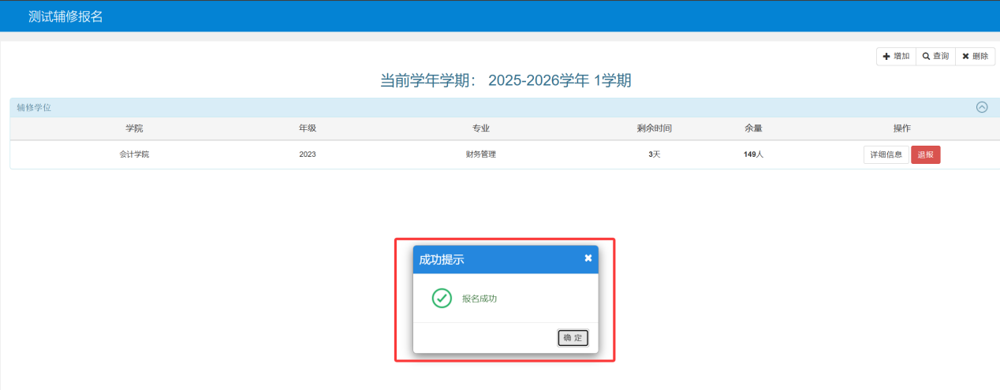 测试辅修报名
增加 查询 删除
当前学年学期： 2025-2026学年 1学期
辅修学位
学院 年级 专业 剩余时间 余量 操作
会计学院 2023 财务管理 3天 149人 详细信息 退报
成功提示
报名成功
确 定